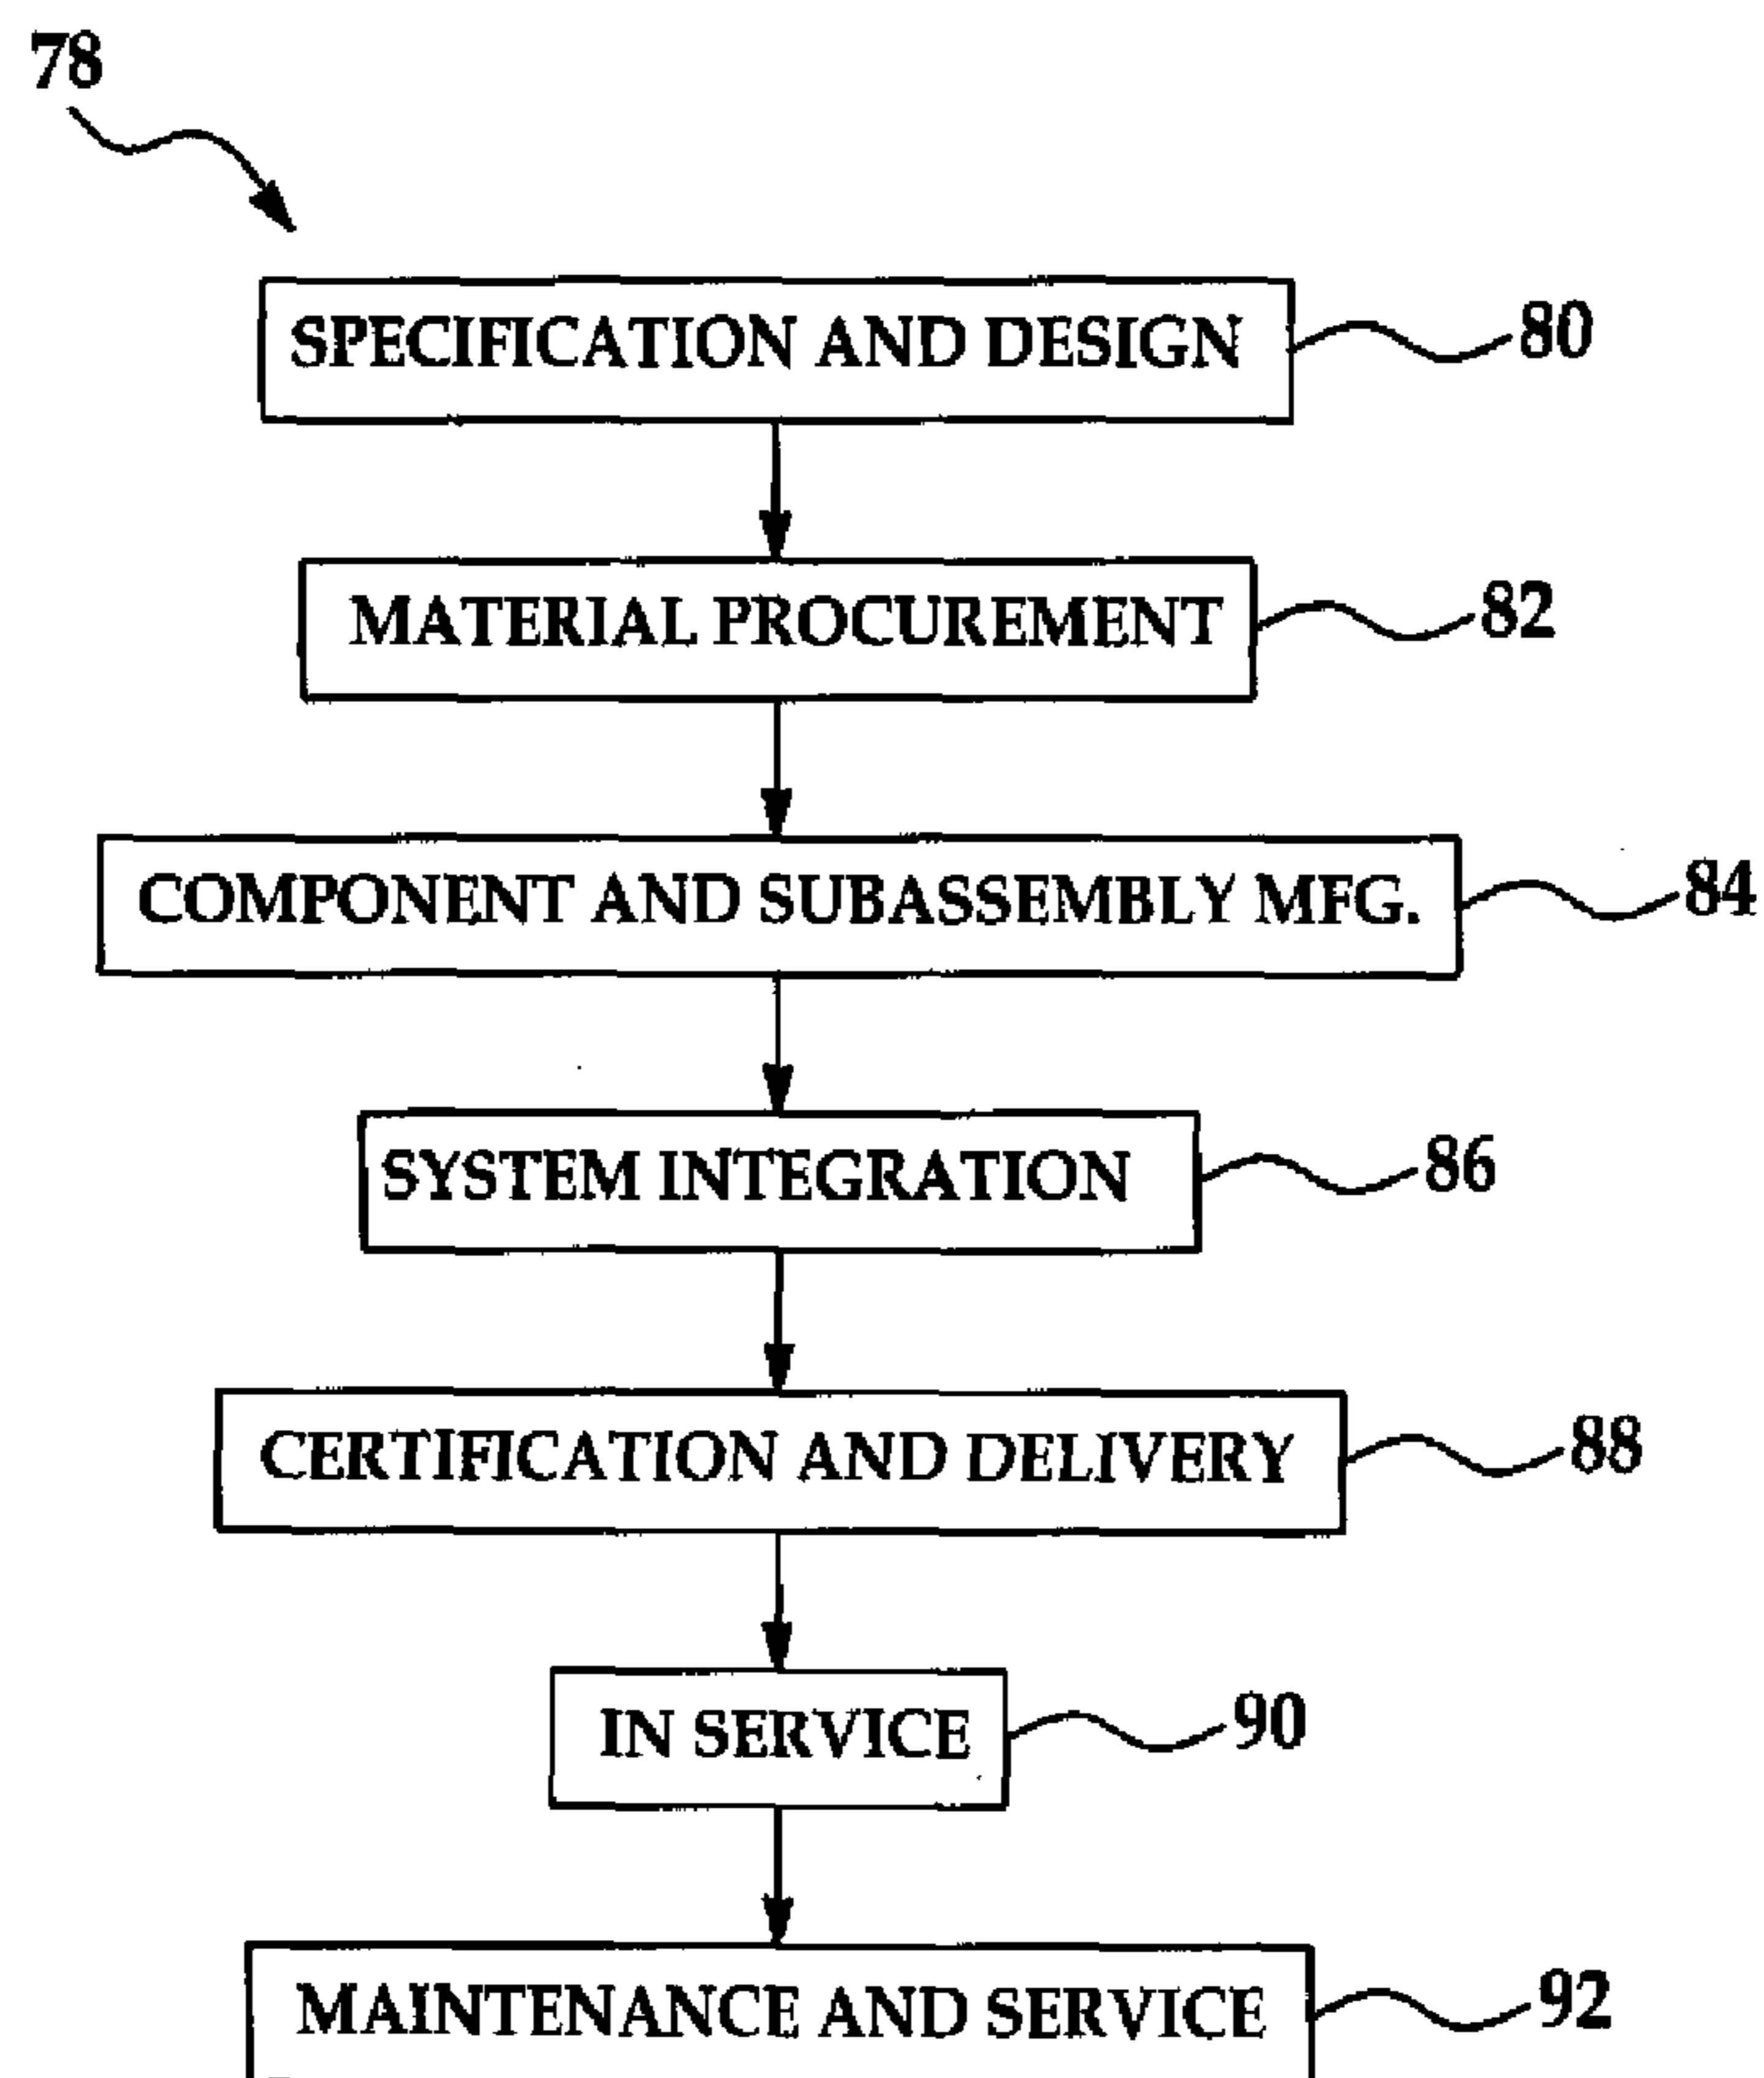 78
SPECIFICATION AND DESIGN 80
MATERIAL PROCUREMENT 82
COMPONENT AND SUBASSEMBLY MFG. 84
SYSTEM INTEGRATION 86
CERTIFICATION AND DELIVERY 88
IN SERVICE 90
MAINTENANCE AND SERVICE 92